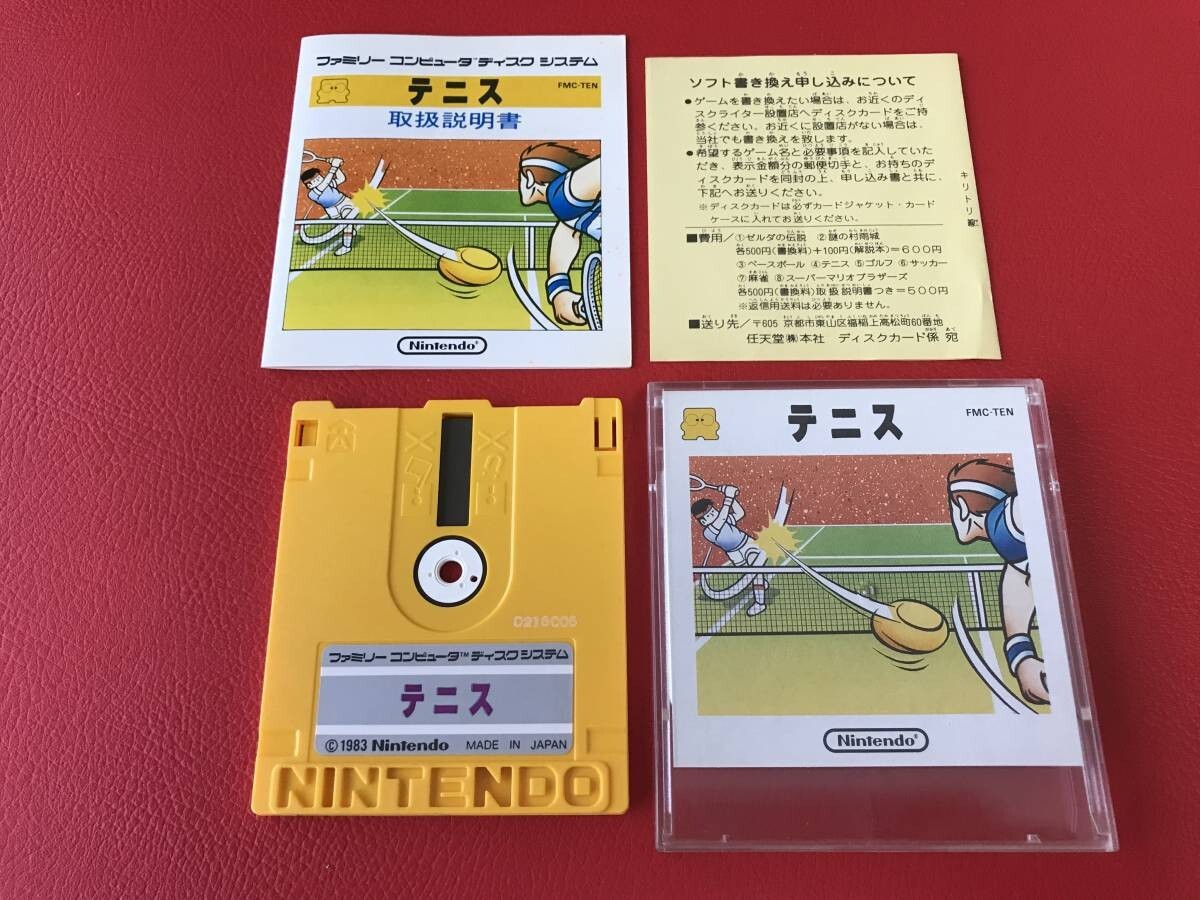 ファミリー コンピュータ™ ディスク システム
テニス
FMC-TEN
取扱説明書
Nintendo®
ソフト書き換え申し込みについて
●ゲームを書き換えたい場合は、お近くのディ
スクライター設置店へディスクカードをご持
参ください。お近くに設置店がない場合は、
当社でも書き換えを致します。
●希望するゲーム名と必要事項を記入していた
だき、表示金額分の郵便切手と、お持ちのデ
ィスクカードを同封の上、申し込み書と共に、
下記へお送りください。
※ディスクカードは必ずカードジャケット・カード
ケースに入れてお送りください。
■費用/①ゼルダの伝説 ②謎の村雨城
各500円(書換料)+100円(解説本)=600円
③ベースボール ④テニス ⑤ゴルフ ⑥サッカー
⑦麻雀 ⑧スーパーマリオブラザーズ
各500円(書換料)取扱説明書つき=500円
※返信用送料は必要ありません。
■送り先/〒605 京都市東山区福稲上高松町60番地
任天堂㈱本社 ディスクカード係 宛
キリトリ線
D216C05
ファミリー コンピュータ™ ディスク システム
テニス
©1983 Nintendo MADE IN JAPAN
NINTENDO
テニス
FMC-TEN
Nintendo®